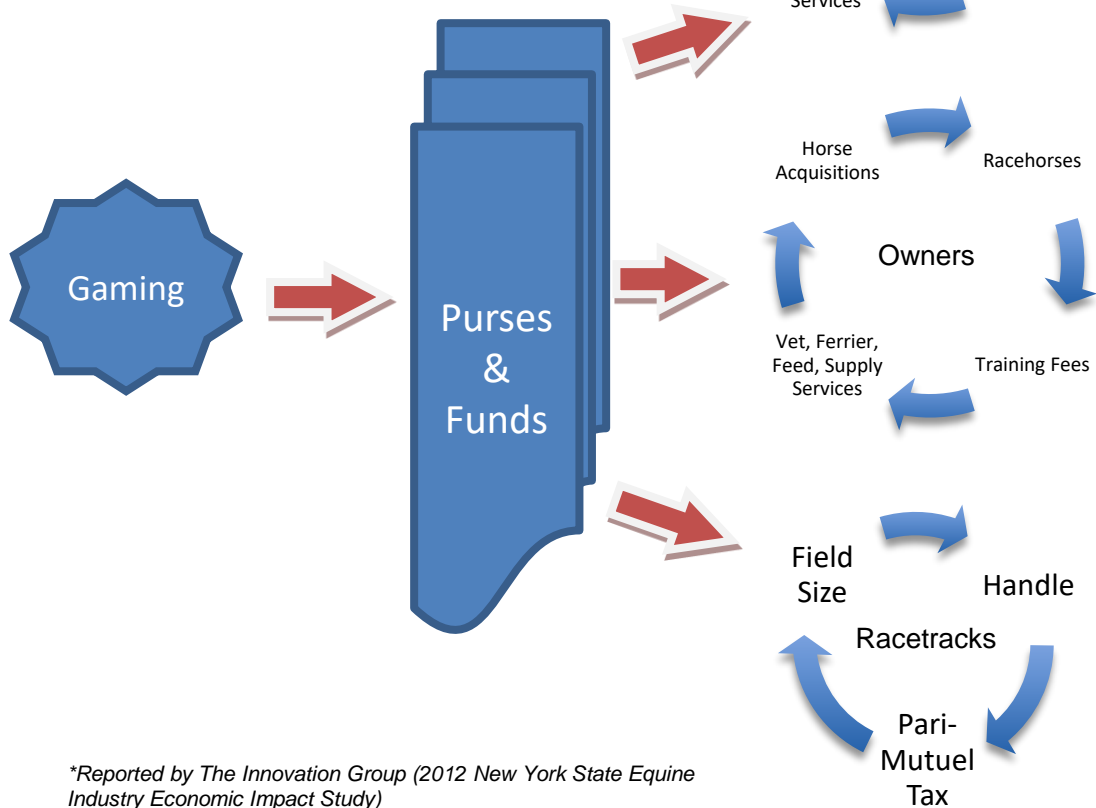 Services
Gaming
Purses
&
Funds
Horse
Acquisitions
Racehorses
Owners
Vet, Ferrier,
Feed, Supply
Services
Training Fees
Field
Size
Handle
Racetracks
Pari-
Mutuel
Tax
*Reported by The Innovation Group (2012 New York State Equine
Industry Economic Impact Study)